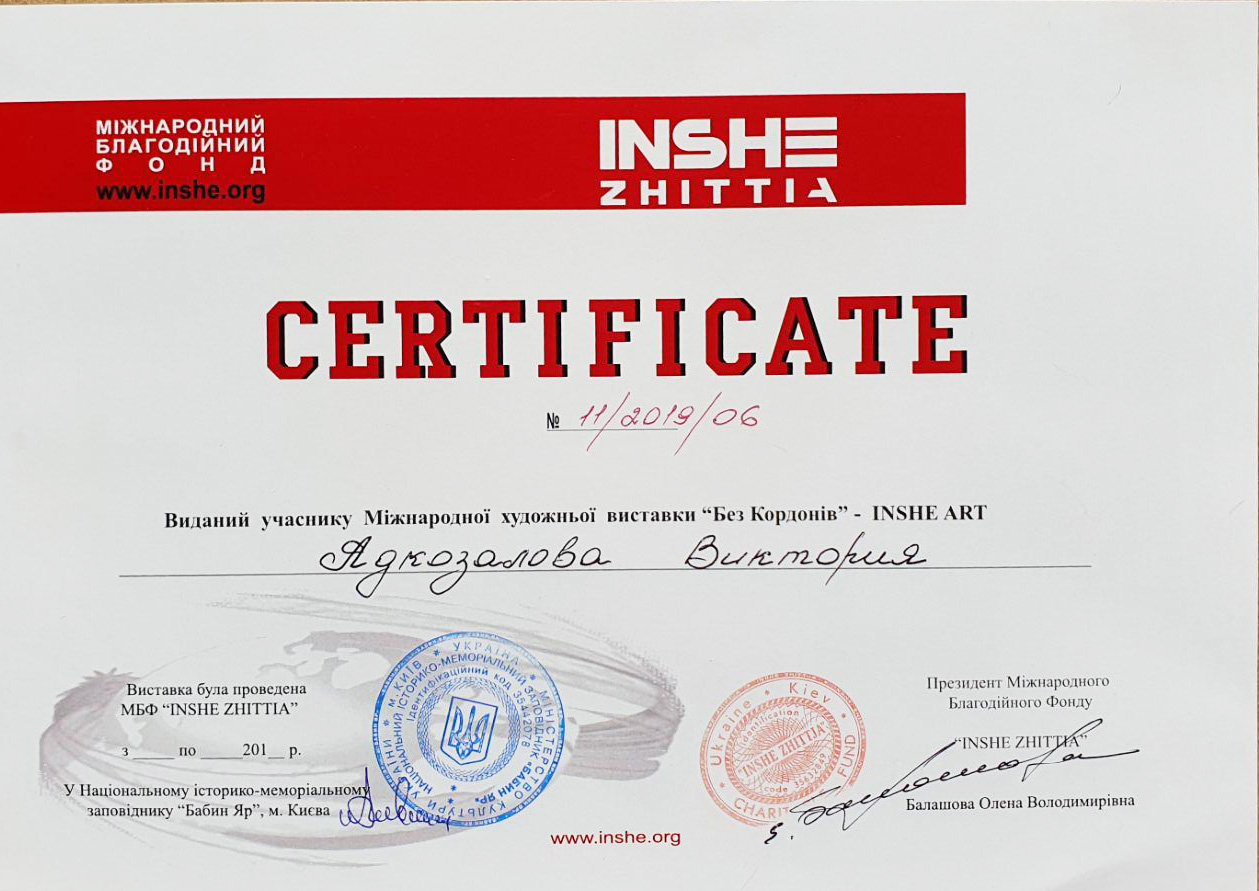 МІЖНАРОДНИЙ
БЛАГОДІЙНИЙ
ФОНД
www.inshe.org
INSHE
ZHITTIA
CERTIFICATE
№ 11/2019/06
Виданий учаснику Міжнародної художньої виставки “Без Кордонів” - INSHE ART
Ядкозалова Виктория
Виставка була проведена
МБФ “INSHE ZHITTIA”
з _____ по _____201__ р.
У Національному історико-меморіальному
заповіднику “Бабин Яр”, м. Києва
УКРАЇНА * МІНІСТЕРСТВО КУЛЬТУРИ УКРАЇНИ * м. КИЇВ *
НАЦІОНАЛЬНИЙ ІСТОРИКО-МЕМОРІАЛЬНИЙ ЗАПОВІДНИК «БАБИН ЯР»
Ідентифікаційний код 35442078
Ukraine * Kiev
FUND
Identification
"INSHE ZHITTIA"
code
Президент Міжнародного
Благодійного Фонду
“INSHE ZHITTIA”
Балашова Олена Володимирівна
www.inshe.org